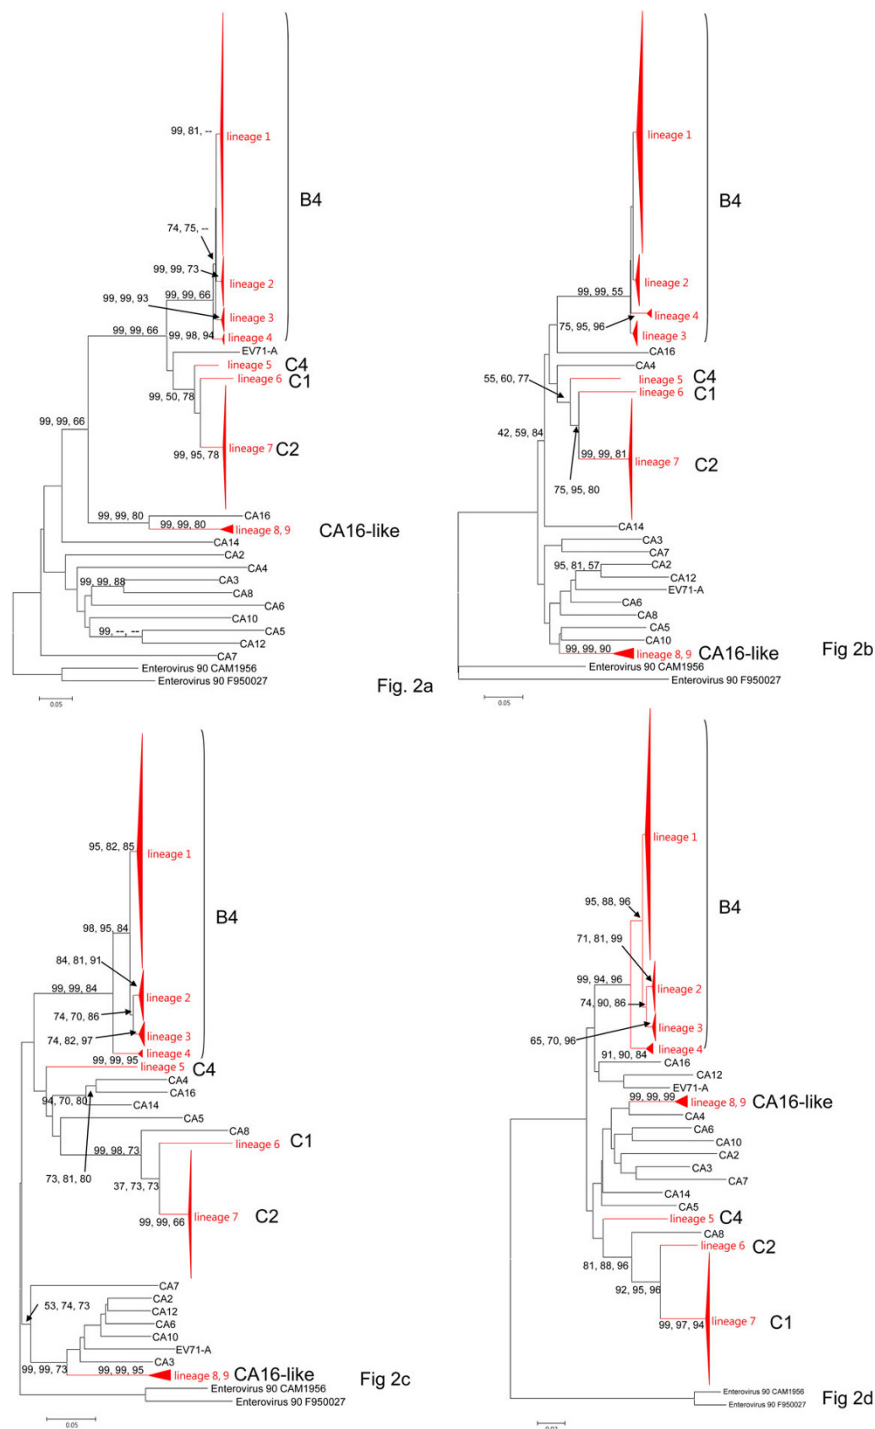 99, 81, --
lineage 1
B4
74, 75, --
99, 99, 73
lineage 2
99, 99, 93
99, 99, 66
lineage 3
99, 99, 66
99, 98, 94
lineage 4
EV71-A
lineage 5
C4
lineage 6
C1
99, 50, 78
99, 99, 66
lineage 7
C2
99, 95, 78
99, 99, 80
CA16
99, 99, 80
lineage 8, 9
CA16-like
CA14
CA2
CA4
99, 99, 88
CA3
CA8
CA6
CA10
99, --, --
CA5
CA12
CA7
Enterovirus 90 CAM1956
Enterovirus 90 F950027
Fig. 2a
0.05
lineage 1
B4
lineage 2
99, 99, 55
lineage 4
75, 95, 96
lineage 3
CA16
CA4
55, 60, 77
lineage 5
C4
lineage 6
C1
42, 59, 84
99, 99, 81
lineage 7
C2
75, 95, 80
CA14
CA3
CA7
95, 81, 57
CA2
CA12
EV71-A
CA6
CA8
CA5
CA10
99, 99, 90
lineage 8, 9
CA16-like
Fig 2b
Enterovirus 90 CAM1956
Enterovirus 90 F950027
0.05
95, 82, 85
lineage 1
B4
98, 95, 84
84, 81, 91
99, 99, 84
lineage 2
74, 70, 86
74, 82, 97
lineage 3
lineage 4
99, 99, 95
lineage 5
C4
CA4
94, 70, 80
CA16
CA14
CA5
CA8
99, 98, 73
lineage 6
C1
73, 81, 80
37, 73, 73
lineage 7
C2
99, 99, 66
CA7
53, 74, 73
CA2
CA12
CA6
CA10
EV71-A
CA3
99, 99, 73
99, 99, 95
lineage 8, 9
CA16-like
Fig 2c
Enterovirus 90 CAM1956
Enterovirus 90 F950027
0.05
lineage 1
95, 88, 96
B4
71, 81, 99
99, 94, 96
lineage 2
74, 90, 86
lineage 3
65, 70, 96
lineage 4
91, 90, 84
CA16
CA12
EV71-A
99, 99, 99
lineage 8, 9
CA16-like
CA4
CA6
CA10
CA2
CA3
CA7
CA14
CA5
lineage 5
C4
CA8
lineage 6
C2
81, 88, 96
92, 95, 96
lineage 7
C1
99, 97, 94
Enterovirus 90 CAM1956
Enterovirus 90 F950027
Fig 2d